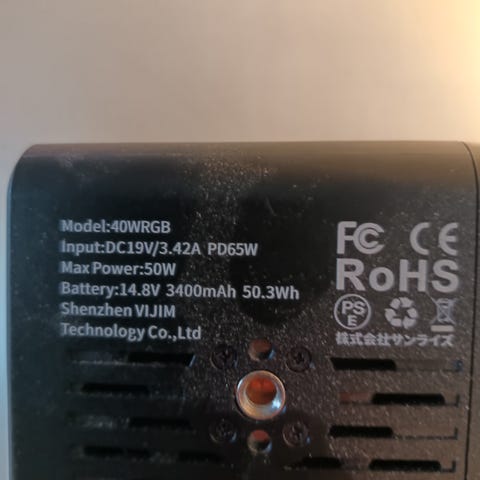 Model:40WRGB
Input:DC19V/3.42A PD65W
Max Power:50W
Battery:14.8V 3400mAh 50.3Wh
Shenzhen VIJIM
Technology Co.,Ltd
FC CE
RoHS
PSE
株式会社サンライズ